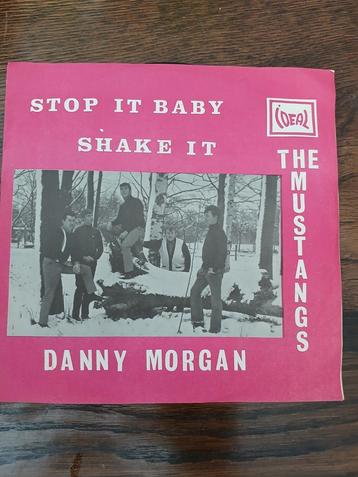 STOP IT BABY
SHAKE IT
iDEAL
THE
MUSTANGS
DANNY MORGAN